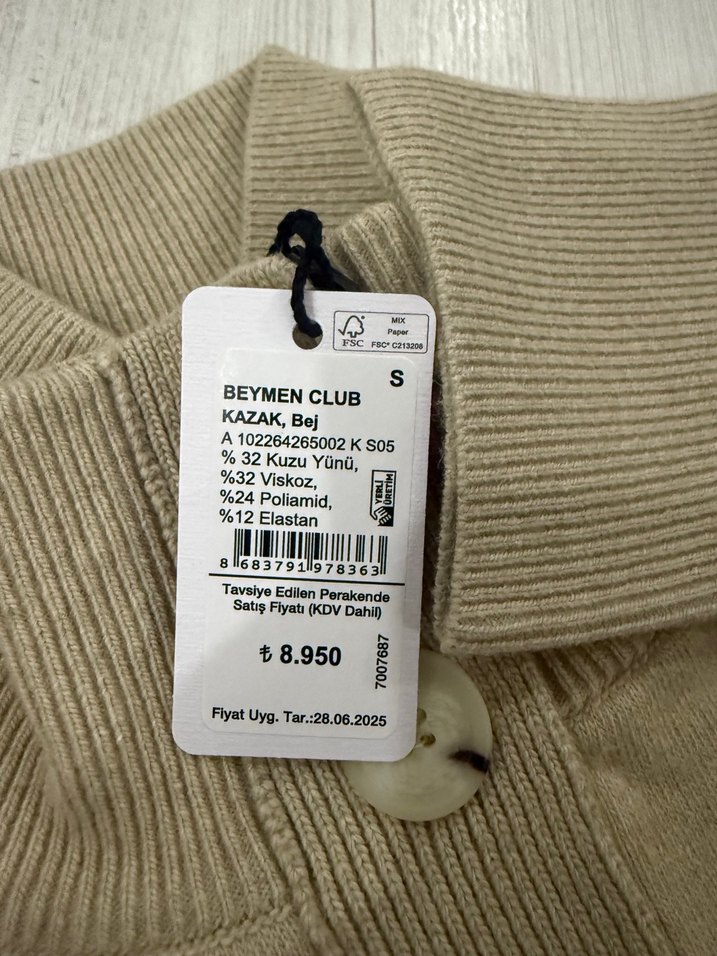 MIX
Paper
FSC® C213206
FSC
S
BEYMEN CLUB
KAZAK, Bej
A 102264265002 K S05
% 32 Kuzu Yünü,
%32 Viskoz,
%24 Poliamid,
%12 Elastan
YERLİ
ÜRETİM
8 683791 978363
Tavsiye Edilen Perakende
Satış Fiyatı (KDV Dahil)
₺ 8.950
7007687
Fiyat Uyg. Tar.:28.06.2025